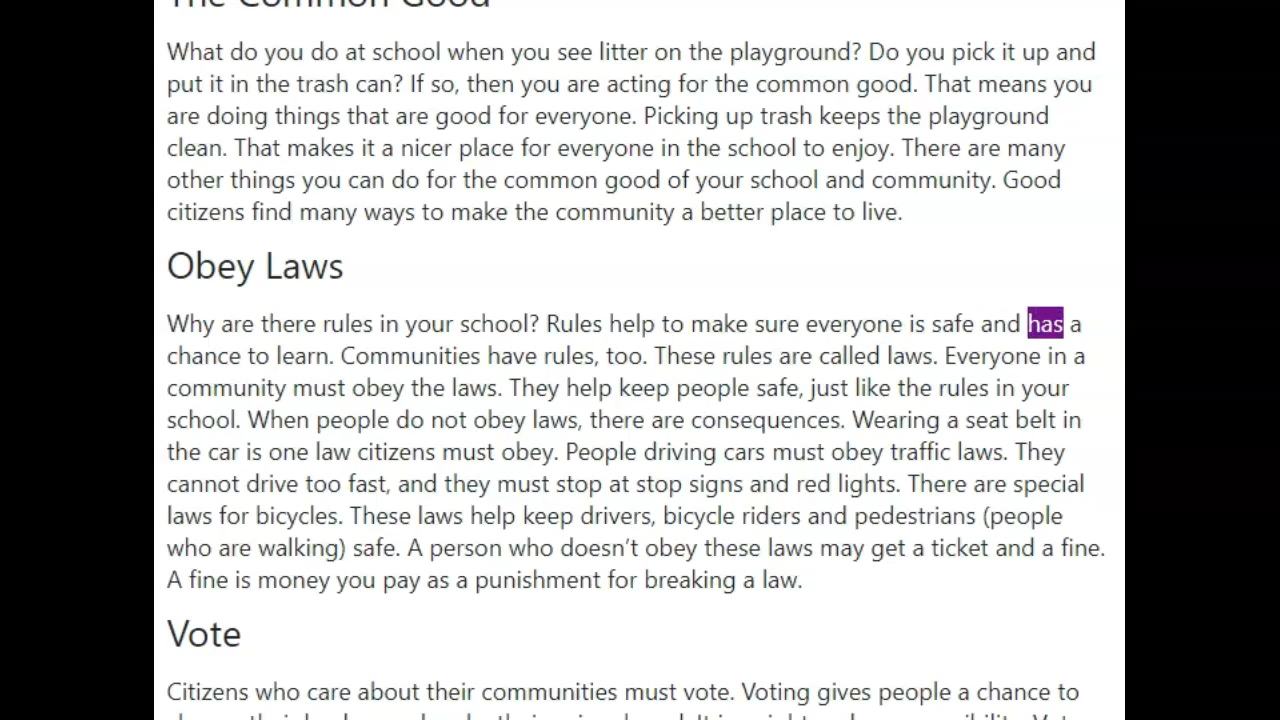 The Common Good
What do you do at school when you see litter on the playground? Do you pick it up and
put it in the trash can? If so, then you are acting for the common good. That means you
are doing things that are good for everyone. Picking up trash keeps the playground
clean. That makes it a nicer place for everyone in the school to enjoy. There are many
other things you can do for the common good of your school and community. Good
citizens find many ways to make the community a better place to live.
Obey Laws
Why are there rules in your school? Rules help to make sure everyone is safe and has a
chance to learn. Communities have rules, too. These rules are called laws. Everyone in a
community must obey the laws. They help keep people safe, just like the rules in your
school. When people do not obey laws, there are consequences. Wearing a seat belt in
the car is one law citizens must obey. People driving cars must obey traffic laws. They
cannot drive too fast, and they must stop at stop signs and red lights. There are special
laws for bicycles. These laws help keep drivers, bicycle riders and pedestrians (people
who are walking) safe. A person who doesn’t obey these laws may get a ticket and a fine.
A fine is money you pay as a punishment for breaking a law.
Vote
Citizens who care about their communities must vote. Voting gives people a chance to